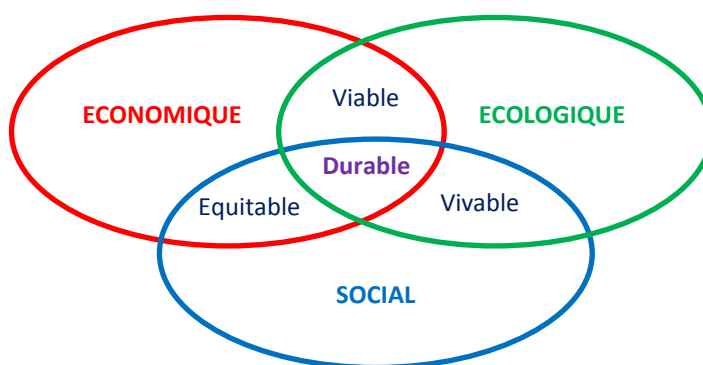 Viable
ECONOMIQUE
ECOLOGIQUE
Durable
Equitable
Vivable
SOCIAL